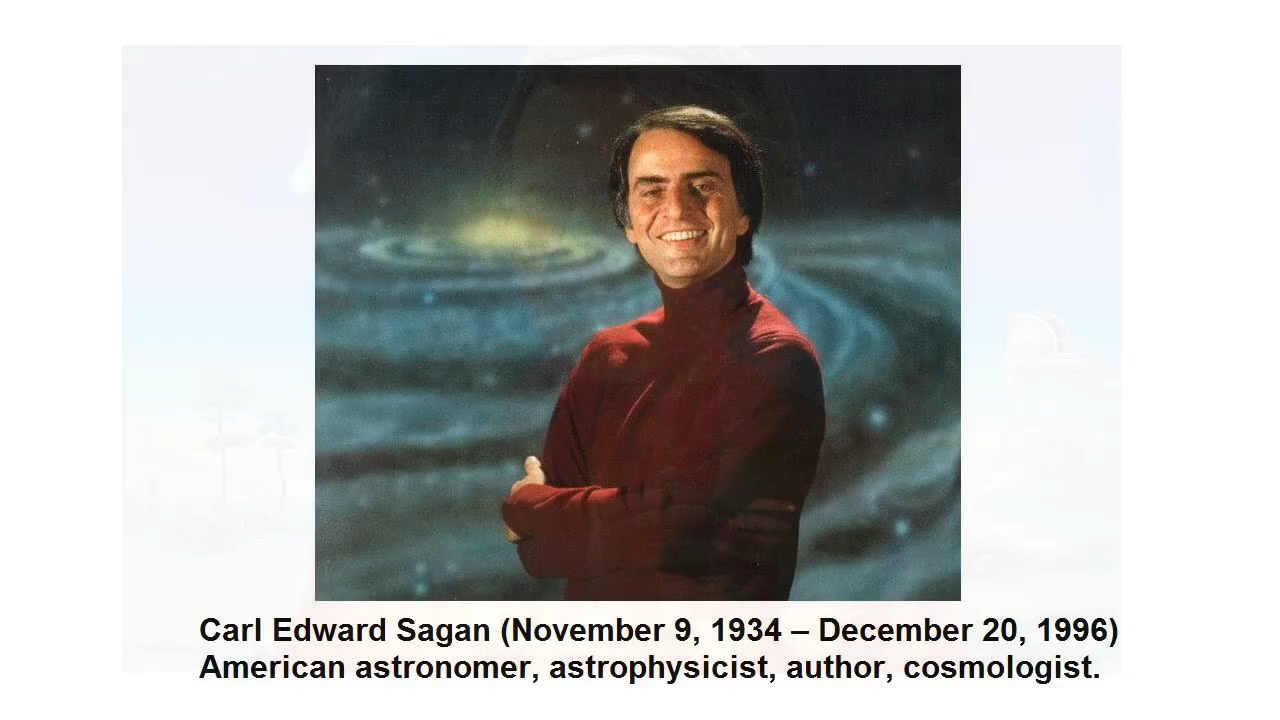 Carl Edward Sagan (November 9, 1934 – December 20, 1996)
American astronomer, astrophysicist, author, cosmologist.